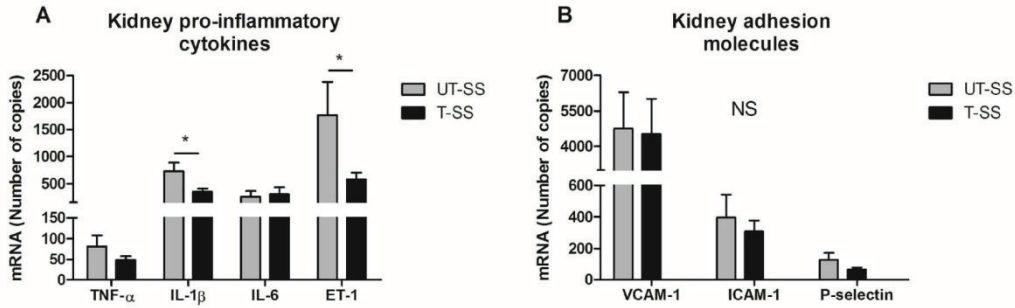 A
Kidney pro-inflammatory
cytokines
mRNA (Number of copies)
2500
2000
1500
1000
500
150
100
50
0
*
*
UT-SS
T-SS
TNF-α
IL-1β
IL-6
ET-1
B
Kidney adhesion
molecules
mRNA (Number of copies)
7000
5500
4000
600
400
200
0
NS
UT-SS
T-SS
VCAM-1
ICAM-1
P-selectin